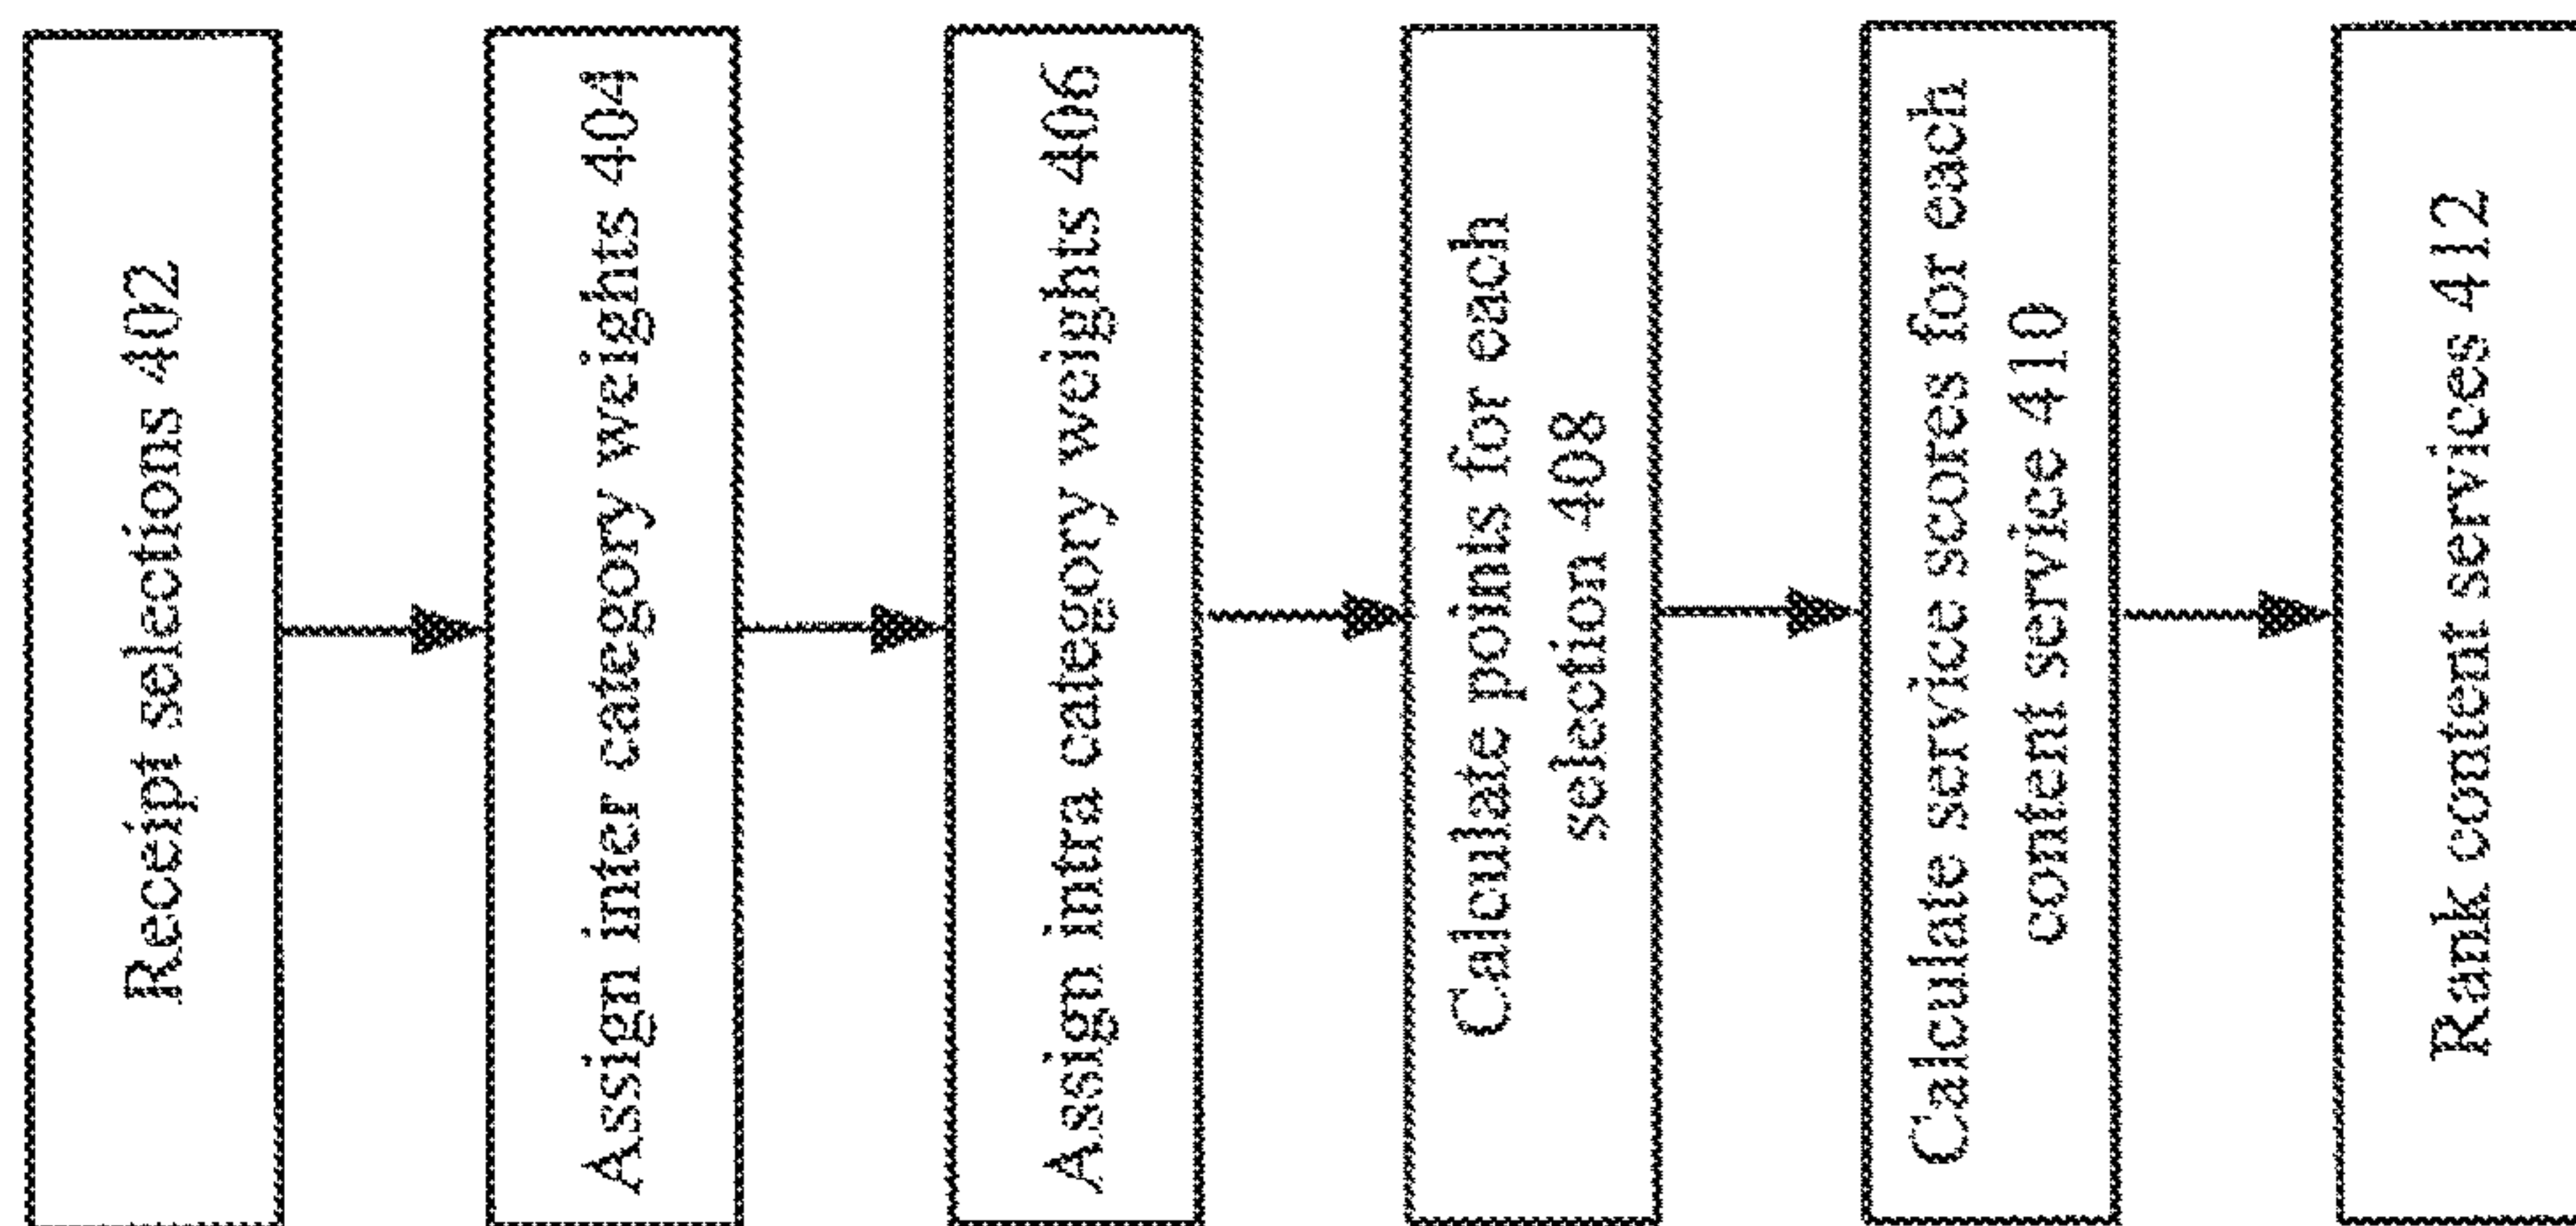 Receipt selections 402
Assign inter category weights 404
Assign intra category weights 406
Calculate points for each
selection 408
Calculate service scores for each
content service 410
Rank content services 412